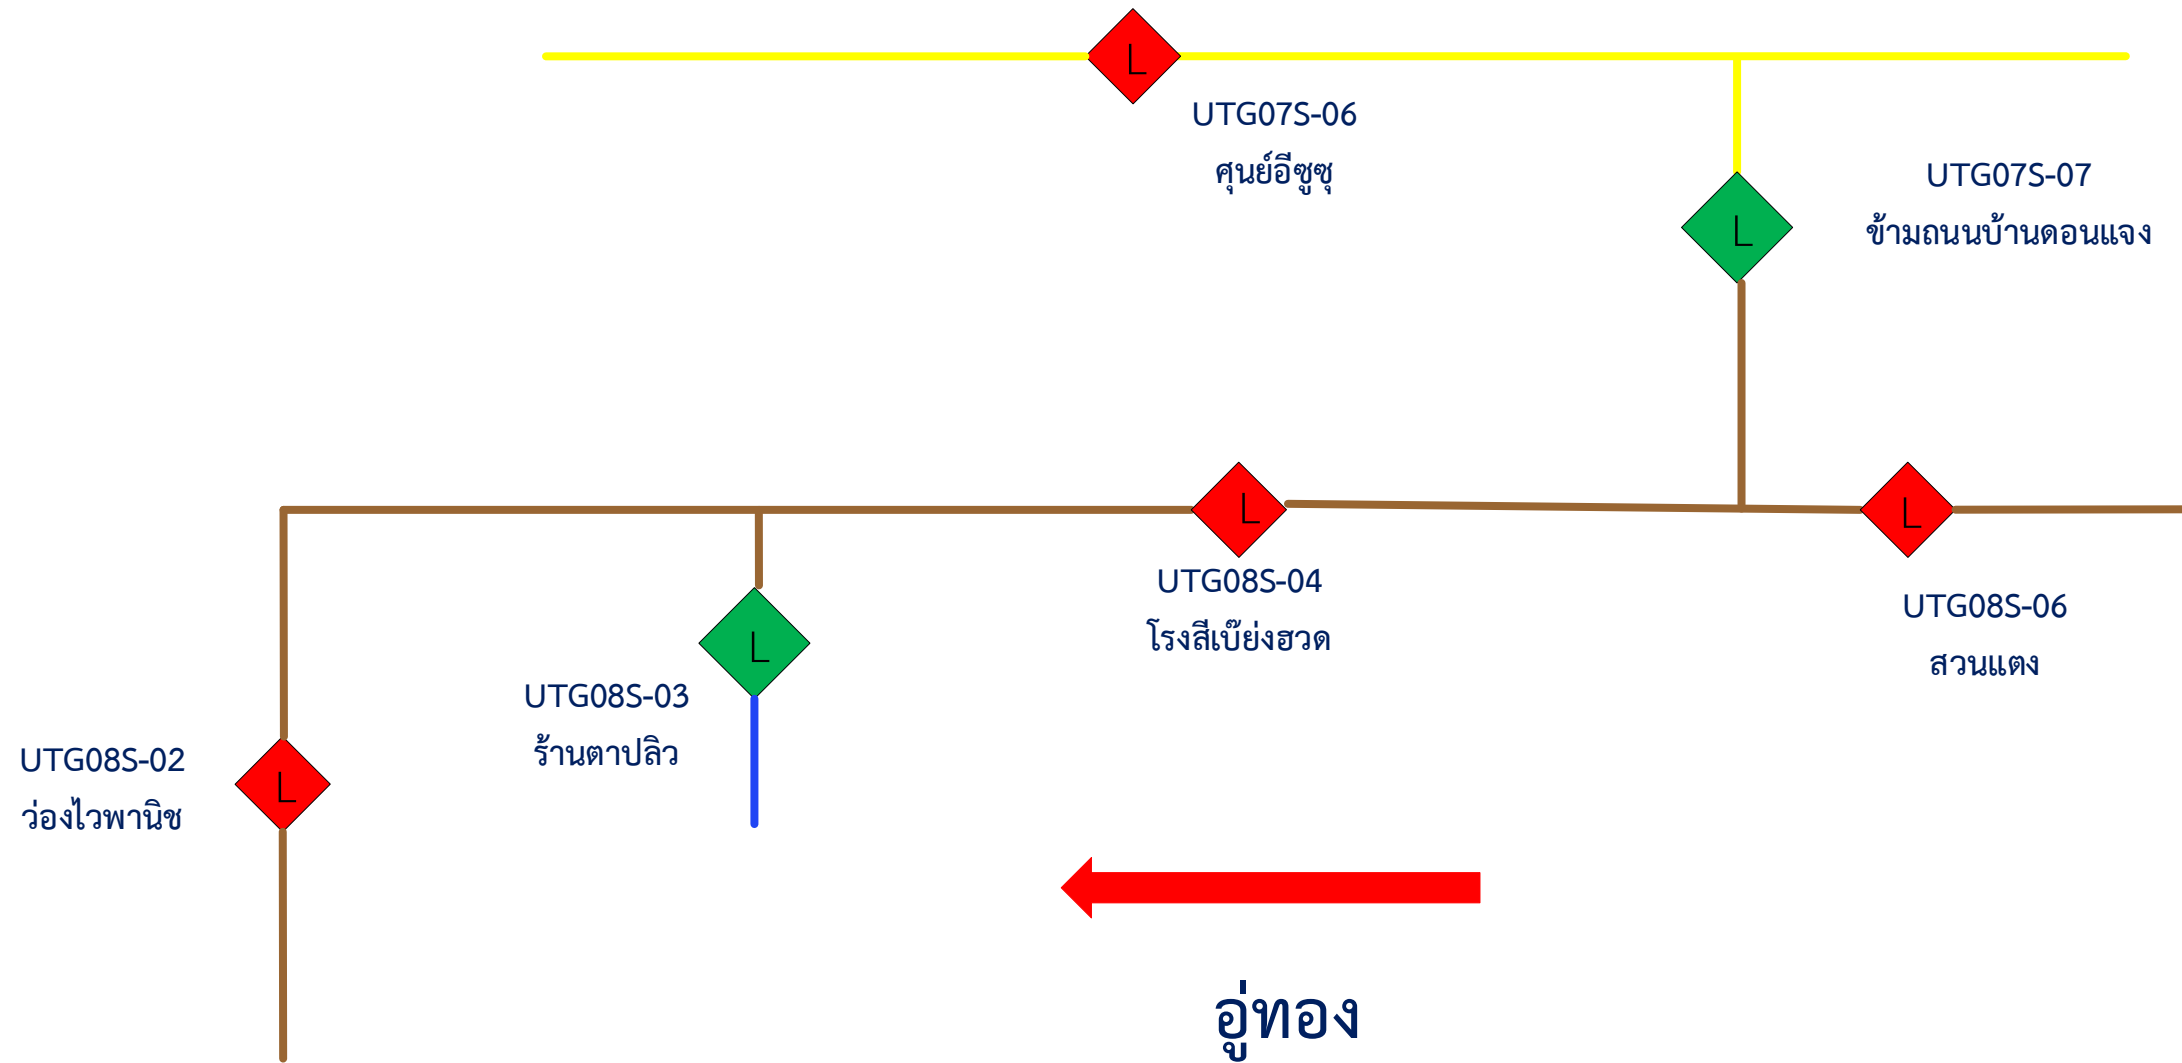 L
UTG07S-06
ศุนย์อีซูซุ
UTG07S-07
ข้ามถนนบ้านดอนแจง
L
L
L
UTG08S-04
โรงสีเบ๊ย่งฮวด
UTG08S-06
สวนแตง
L
UTG08S-03
ร้านตาปลิว
UTG08S-02
ว่องไวพานิช
L
อู่ทอง